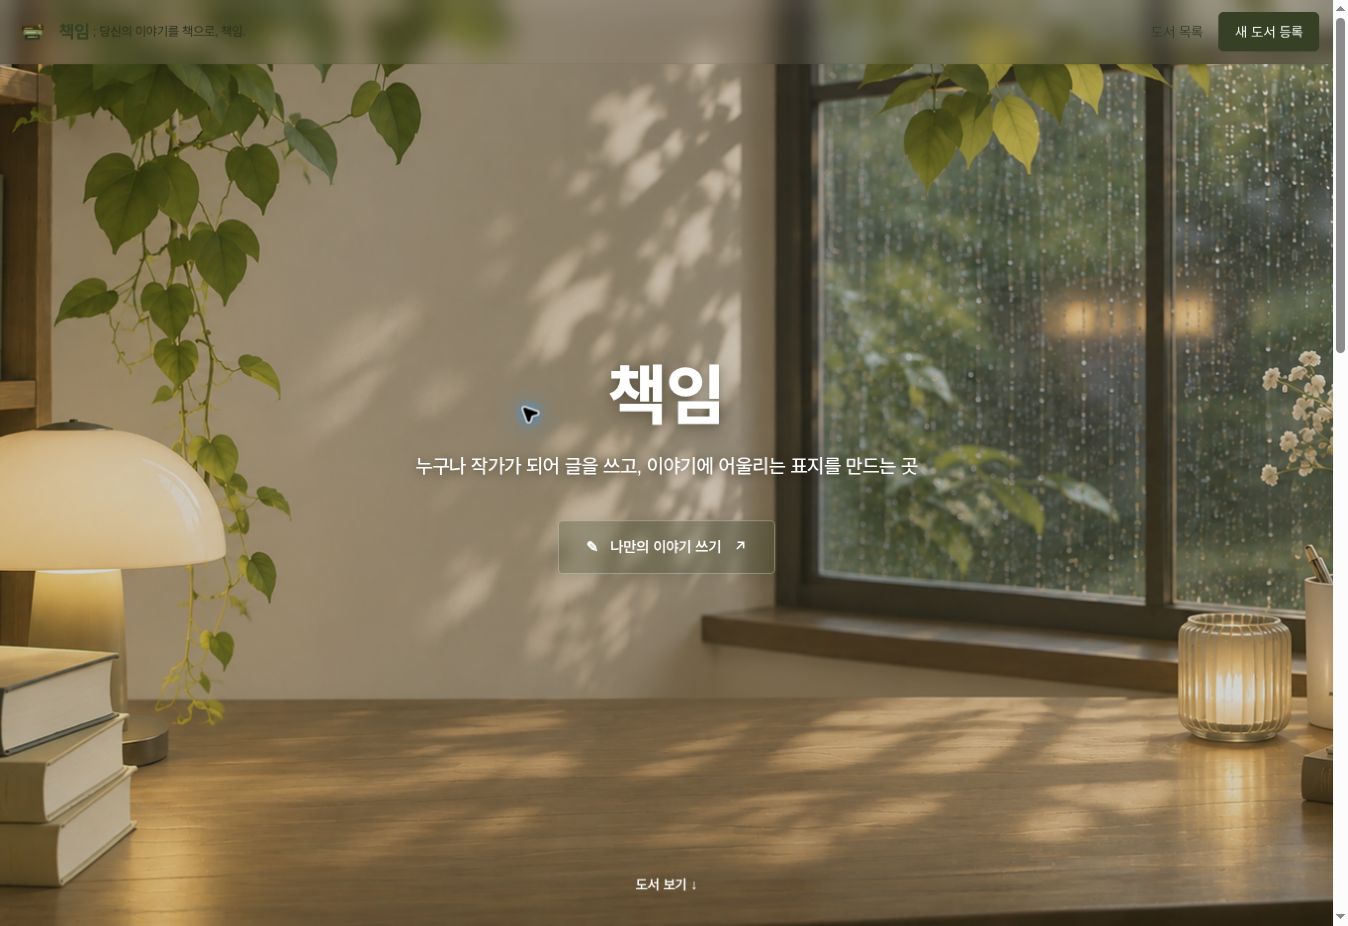 책임 : 당신의 이야기를 책으로, 책임.
도서 목록
새 도서 등록
책임
누구나 작가가 되어 글을 쓰고, 이야기에 어울리는 표지를 만드는 곳
✎ 나만의 이야기 쓰기 ↗
도서 보기 ↓